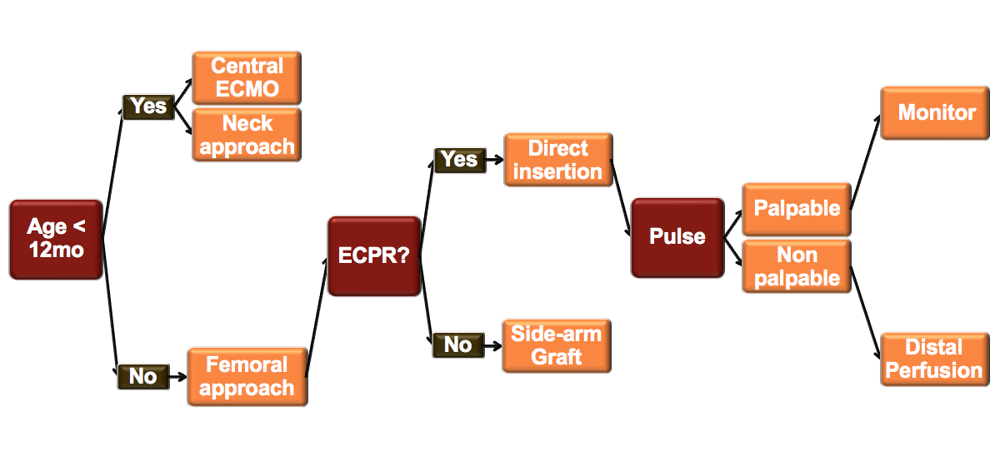 Age <
12mo
Yes
Central
ECMO
Neck
approach
No
Femoral
approach
ECPR?
Yes
Direct
insertion
No
Side-arm
Graft
Pulse
Palpable
Non
palpable
Monitor
Distal
Perfusion